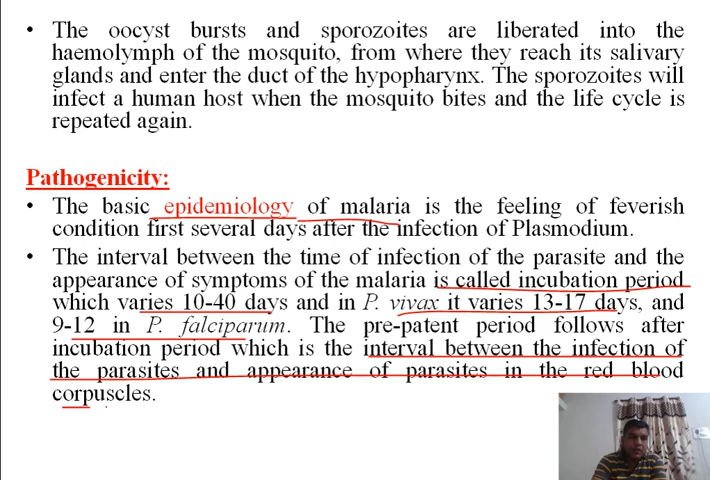 • The oocyst bursts and sporozoites are liberated into the
haemolymph of the mosquito, from where they reach its salivary
glands and enter the duct of the hypopharynx. The sporozoites will
infect a human host when the mosquito bites and the life cycle is
repeated again.
Pathogenicity:
• The basic epidemiology of malaria is the feeling of feverish
condition first several days after the infection of Plasmodium.
• The interval between the time of infection of the parasite and the
appearance of symptoms of the malaria is called incubation period
which varies 10-40 days and in P. vivax it varies 13-17 days, and
9-12 in P. falciparum. The pre-patent period follows after
incubation period which is the interval between the infection of
the parasites and appearance of parasites in the red blood
corpuscles.